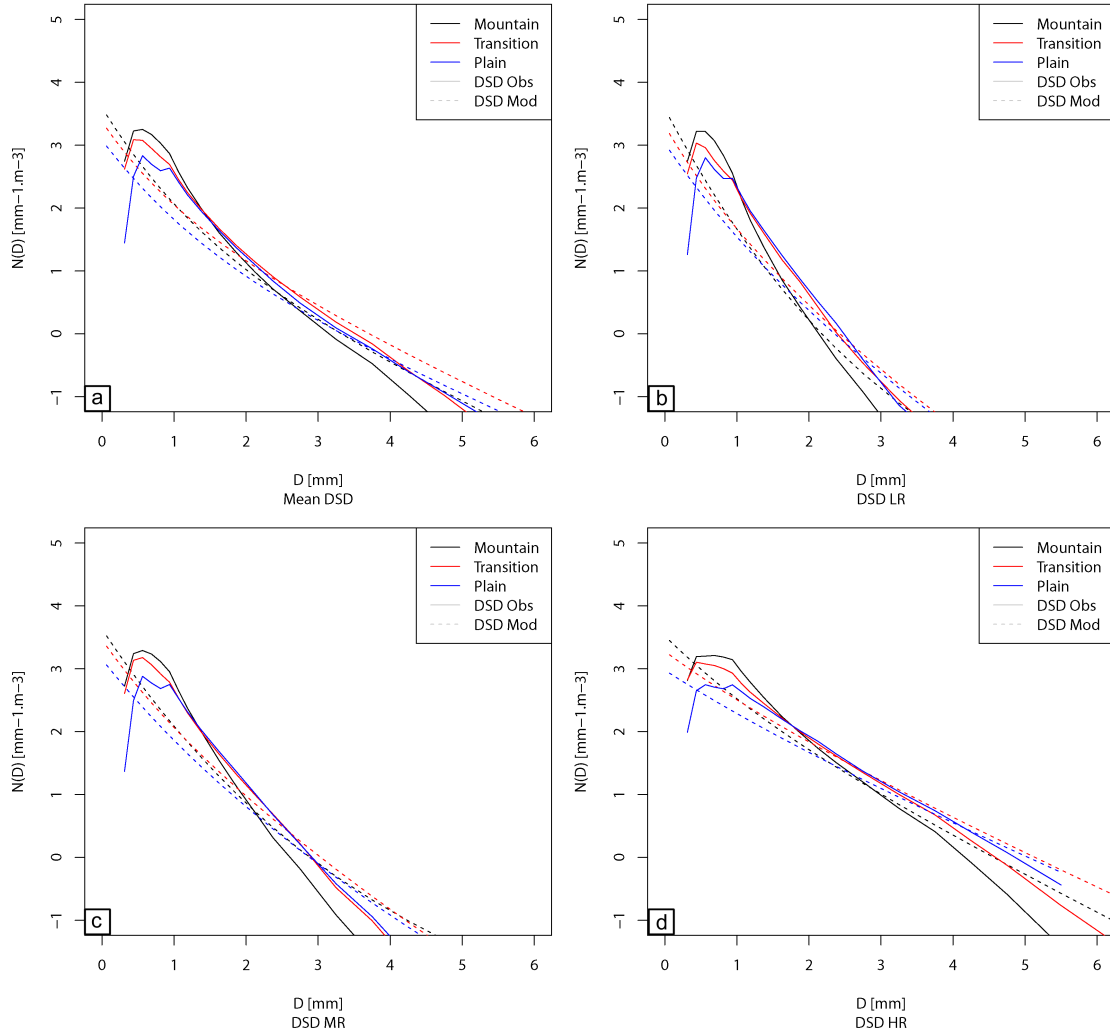 5
4
3
2
1
0
−1
N(D) [mm−1.m−3]
Mountain
Transition
Plain
DSD Obs
DSD Mod
a
0 1 2 3 4 5 6
D [mm]
Mean DSD
5
4
3
2
1
0
−1
N(D) [mm−1.m−3]
Mountain
Transition
Plain
DSD Obs
DSD Mod
b
0 1 2 3 4 5 6
D [mm]
DSD LR
5
4
3
2
1
0
−1
N(D) [mm−1.m−3]
Mountain
Transition
Plain
DSD Obs
DSD Mod
c
0 1 2 3 4 5 6
D [mm]
DSD MR
5
4
3
2
1
0
−1
N(D) [mm−1.m−3]
Mountain
Transition
Plain
DSD Obs
DSD Mod
d
0 1 2 3 4 5 6
D [mm]
DSD HR